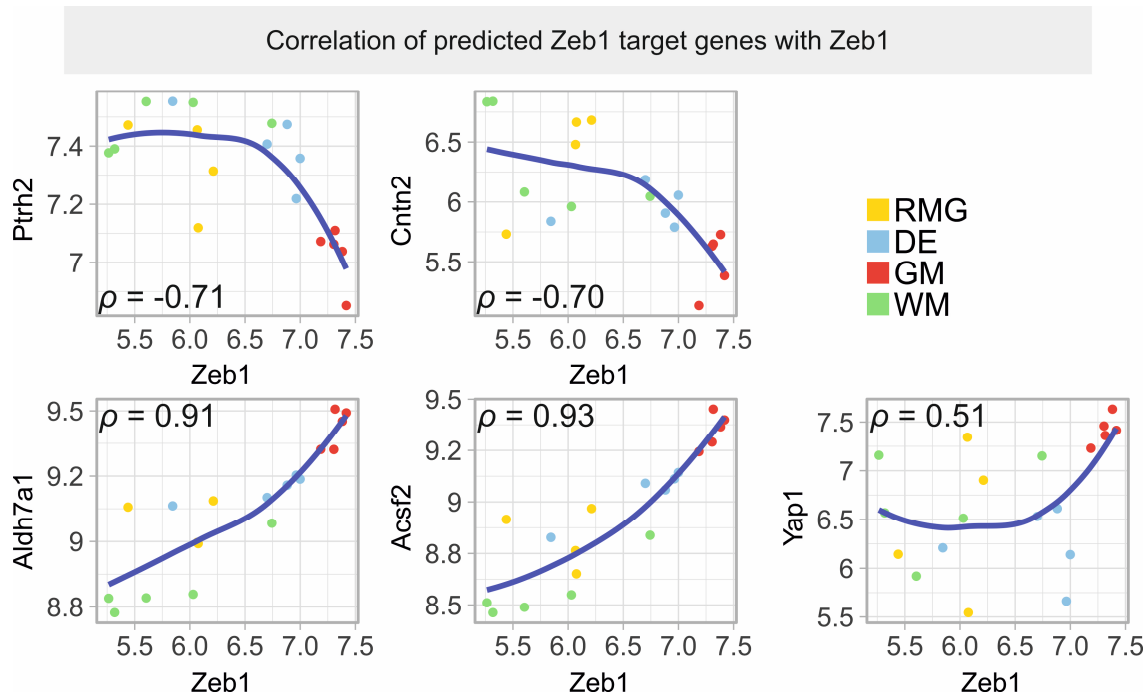 Correlation of predicted Zeb1 target genes with Zeb1
Ptrh2
7.4
7.2
7
ρ = -0.71
5.5 6.0 6.5 7.0 7.5
Zeb1
Cntn2
6.5
6
5.5
ρ = -0.70
5.5 6.0 6.5 7.0 7.5
Zeb1
RMG
DE
GM
WM
Aldh7a1
9.5
9.2
9
8.8
ρ = 0.91
5.5 6.0 6.5 7.0 7.5
Zeb1
Acsf2
9.5
9.2
9
8.8
8.5
ρ = 0.93
5.5 6.0 6.5 7.0 7.5
Zeb1
Yap1
7.5
7
6.5
6
5.5
ρ = 0.51
5.5 6.0 6.5 7.0 7.5
Zeb1